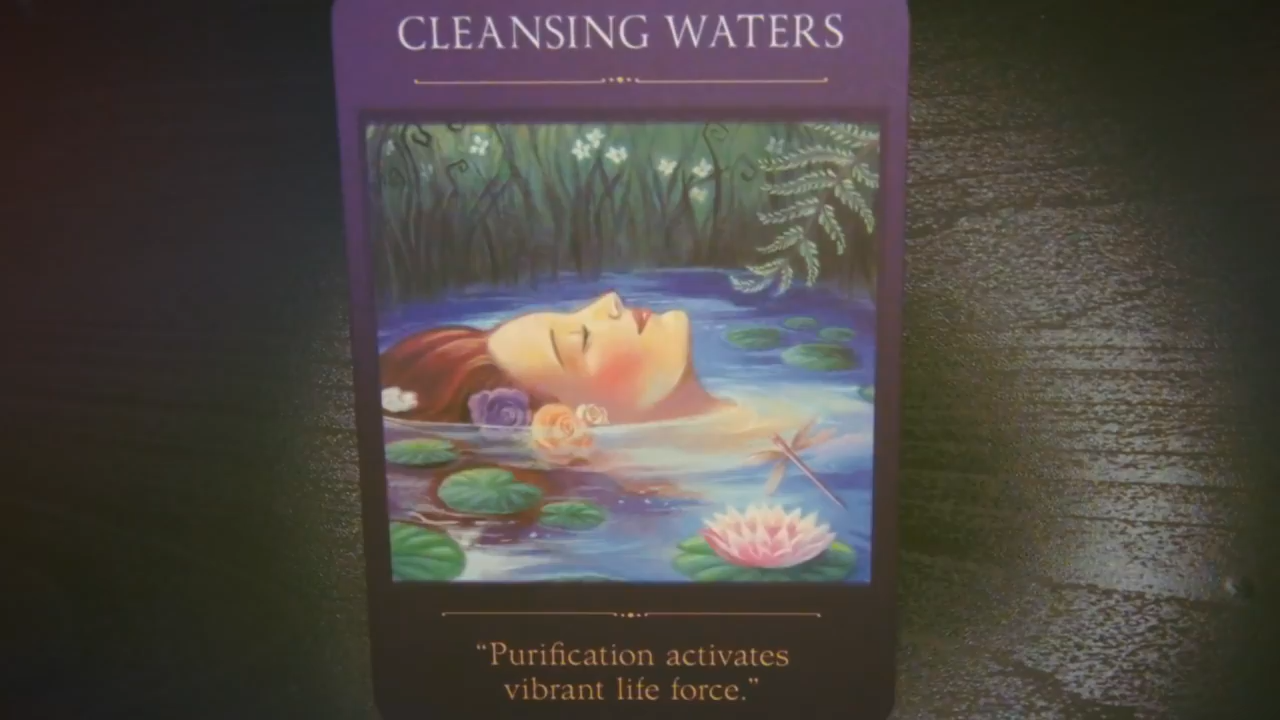 CLEANSING WATERS
“Purification activates
vibrant life force.”